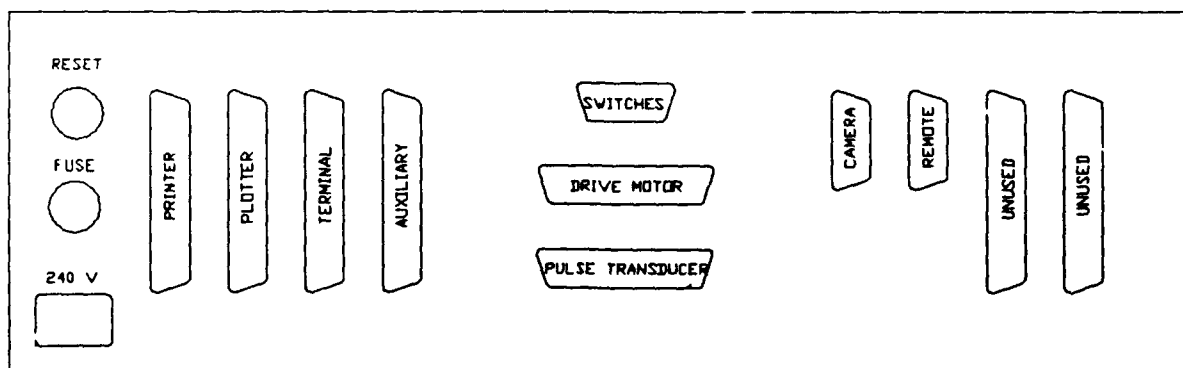 RESET
FUSE
240 V
PRINTER
PLOTTER
TERMINAL
AUXILIARY
SWITCHES
DRIVE MOTOR
PULSE TRANSDUCER
CAMERA
REMOTE
UNUSED
UNUSED